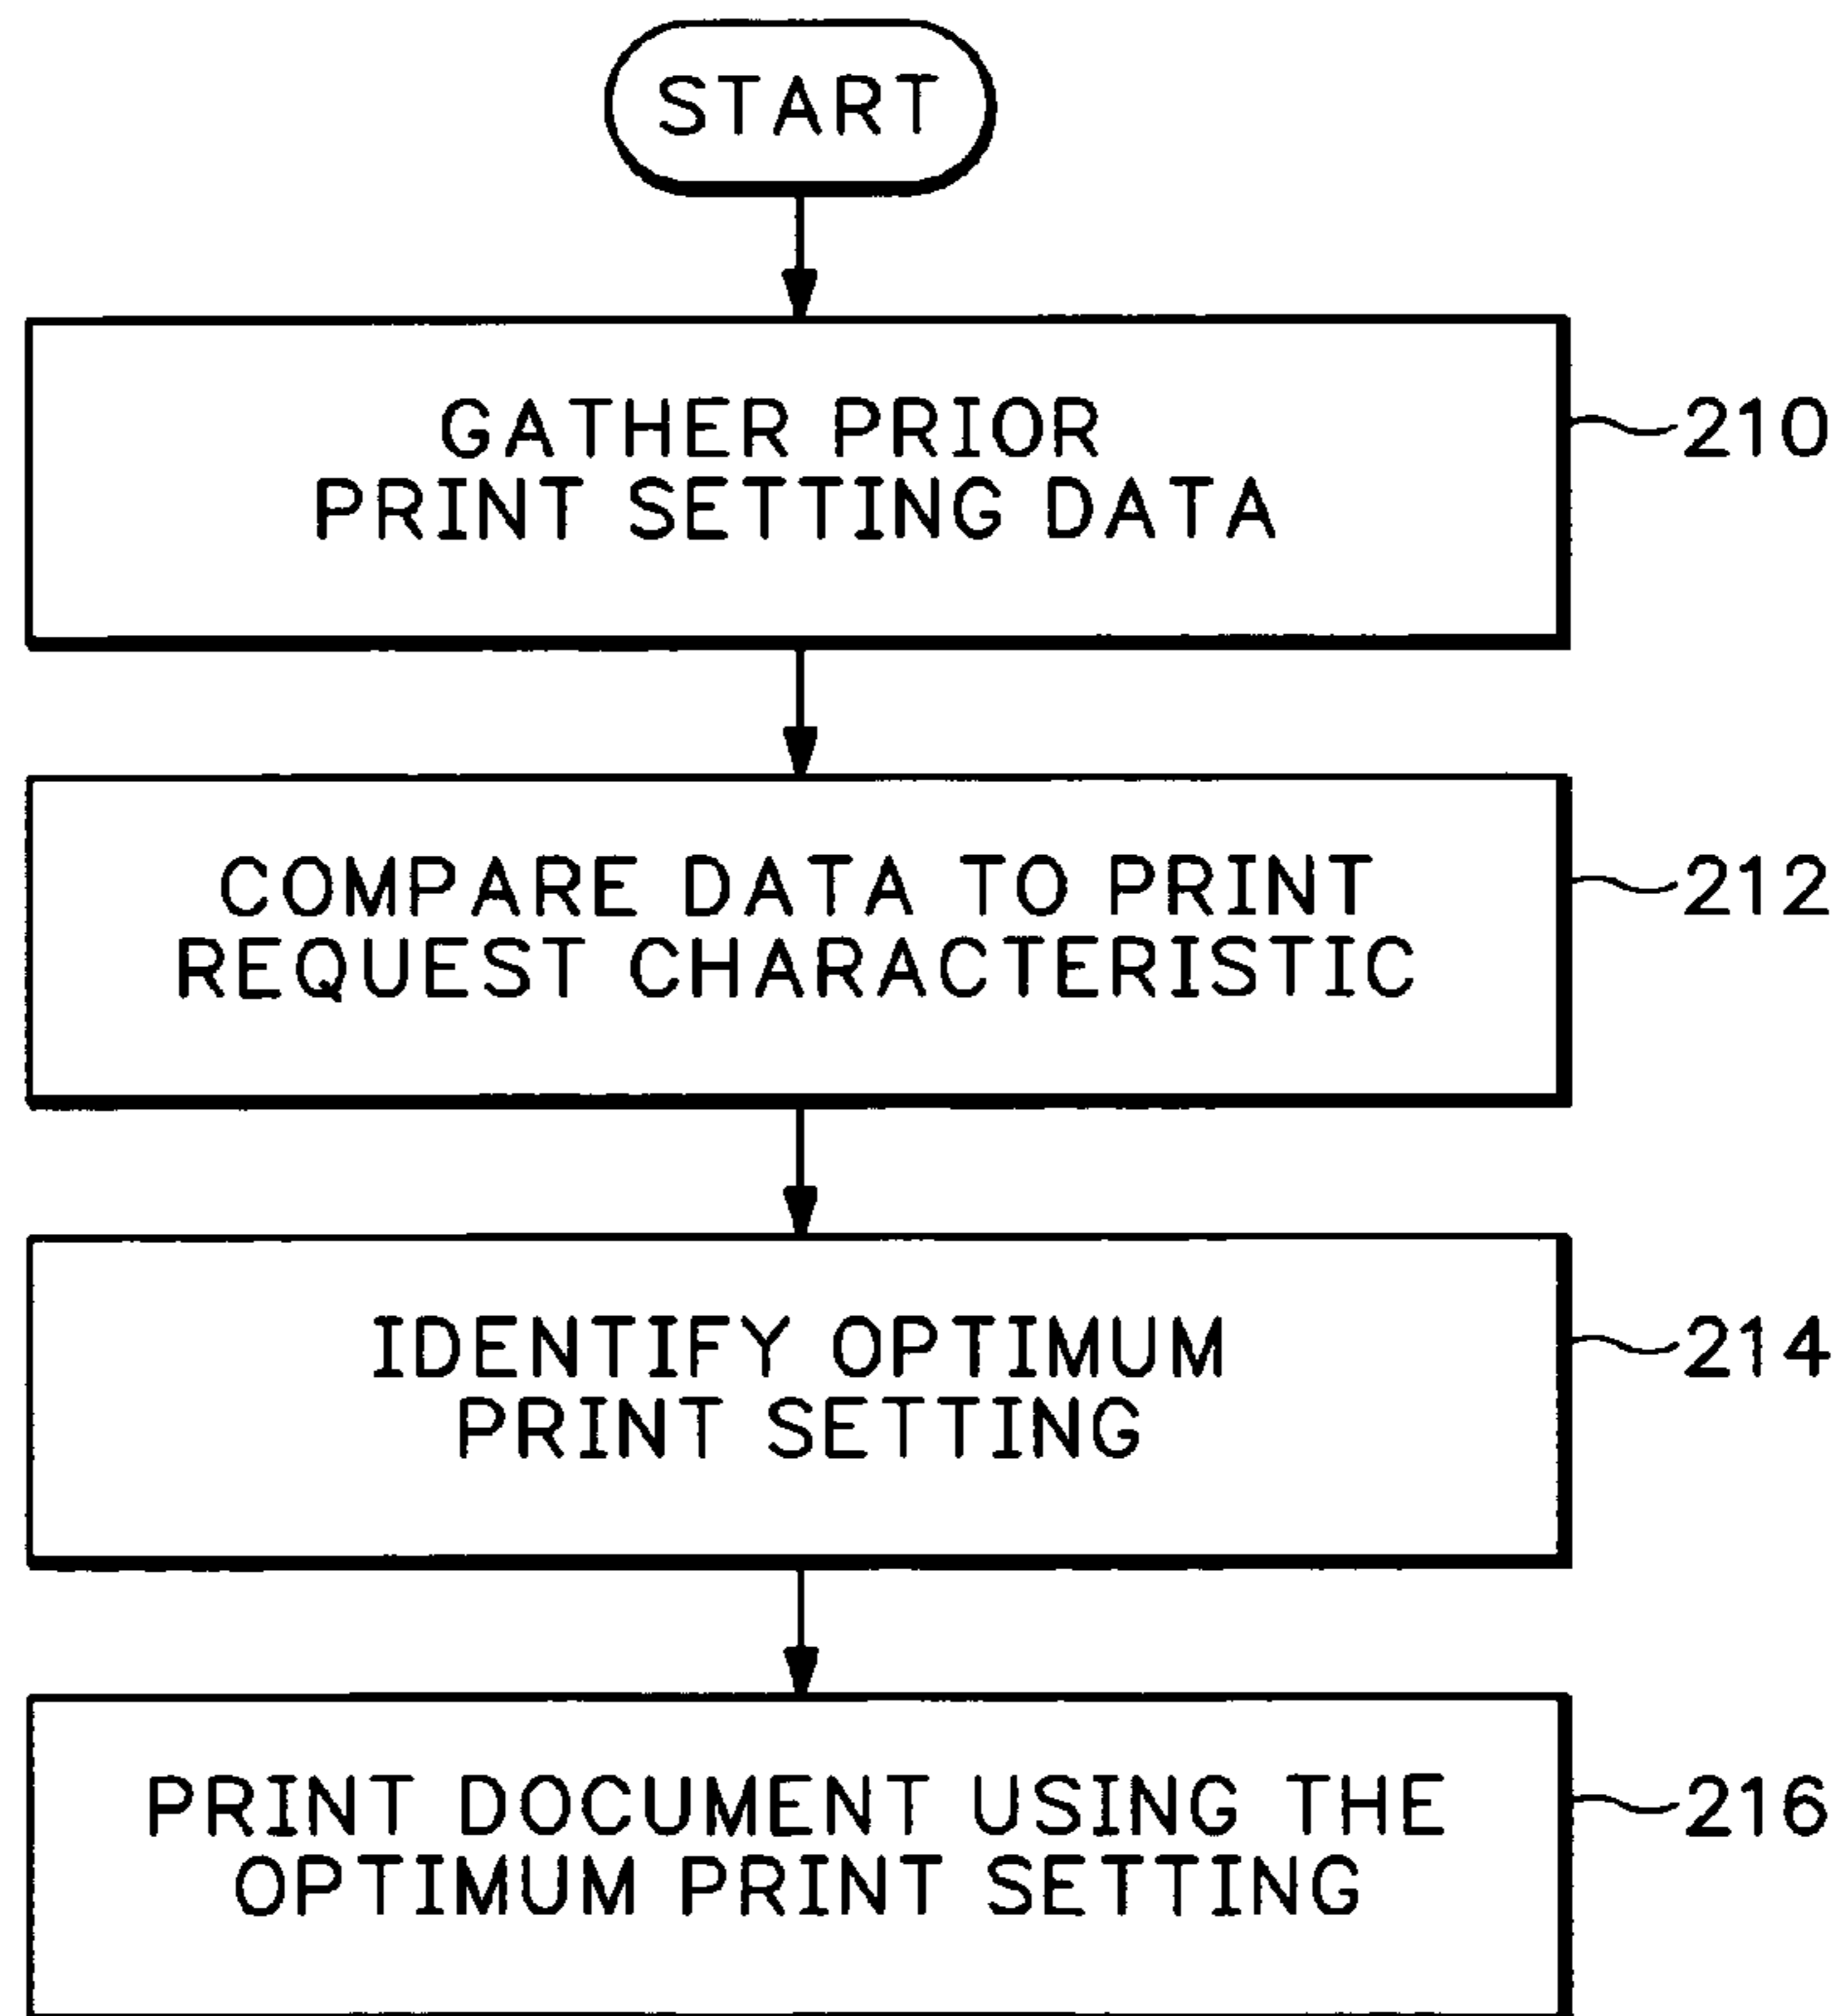 START
GATHER PRIOR
PRINT SETTING DATA
210
COMPARE DATA TO PRINT
REQUEST CHARACTERISTIC
212
IDENTIFY OPTIMUM
PRINT SETTING
214
PRINT DOCUMENT USING THE
OPTIMUM PRINT SETTING
216